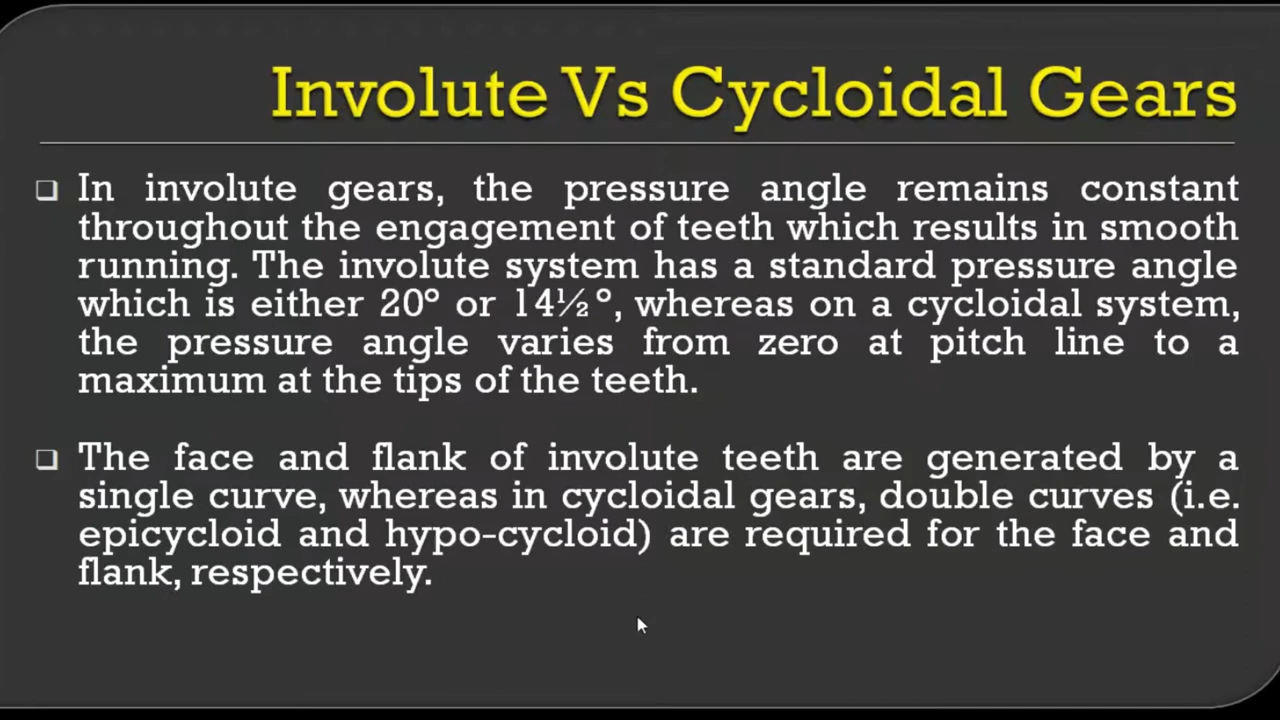 Involute Vs Cycloidal Gears
In involute gears, the pressure angle remains constant
throughout the engagement of teeth which results in smooth
running. The involute system has a standard pressure angle
which is either 20° or 14½°, whereas on a cycloidal system,
the pressure angle varies from zero at pitch line to a
maximum at the tips of the teeth.
The face and flank of involute teeth are generated by a
single curve, whereas in cycloidal gears, double curves (i.e.
epicycloid and hypo-cycloid) are required for the face and
flank, respectively.